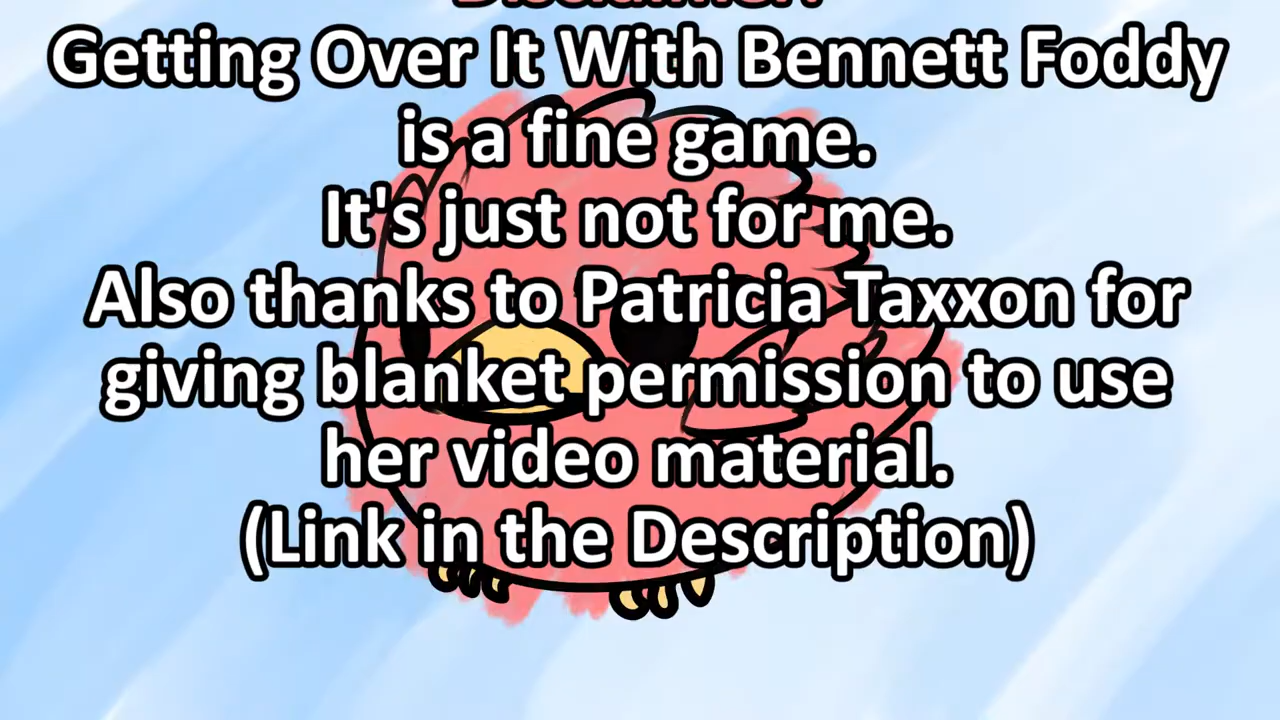 Disclaimer:
Getting Over It With Bennett Foddy
is a fine game.
It's just not for me.
Also thanks to Patricia Taxxon for
giving blanket permission to use
her video material.
(Link in the Description)